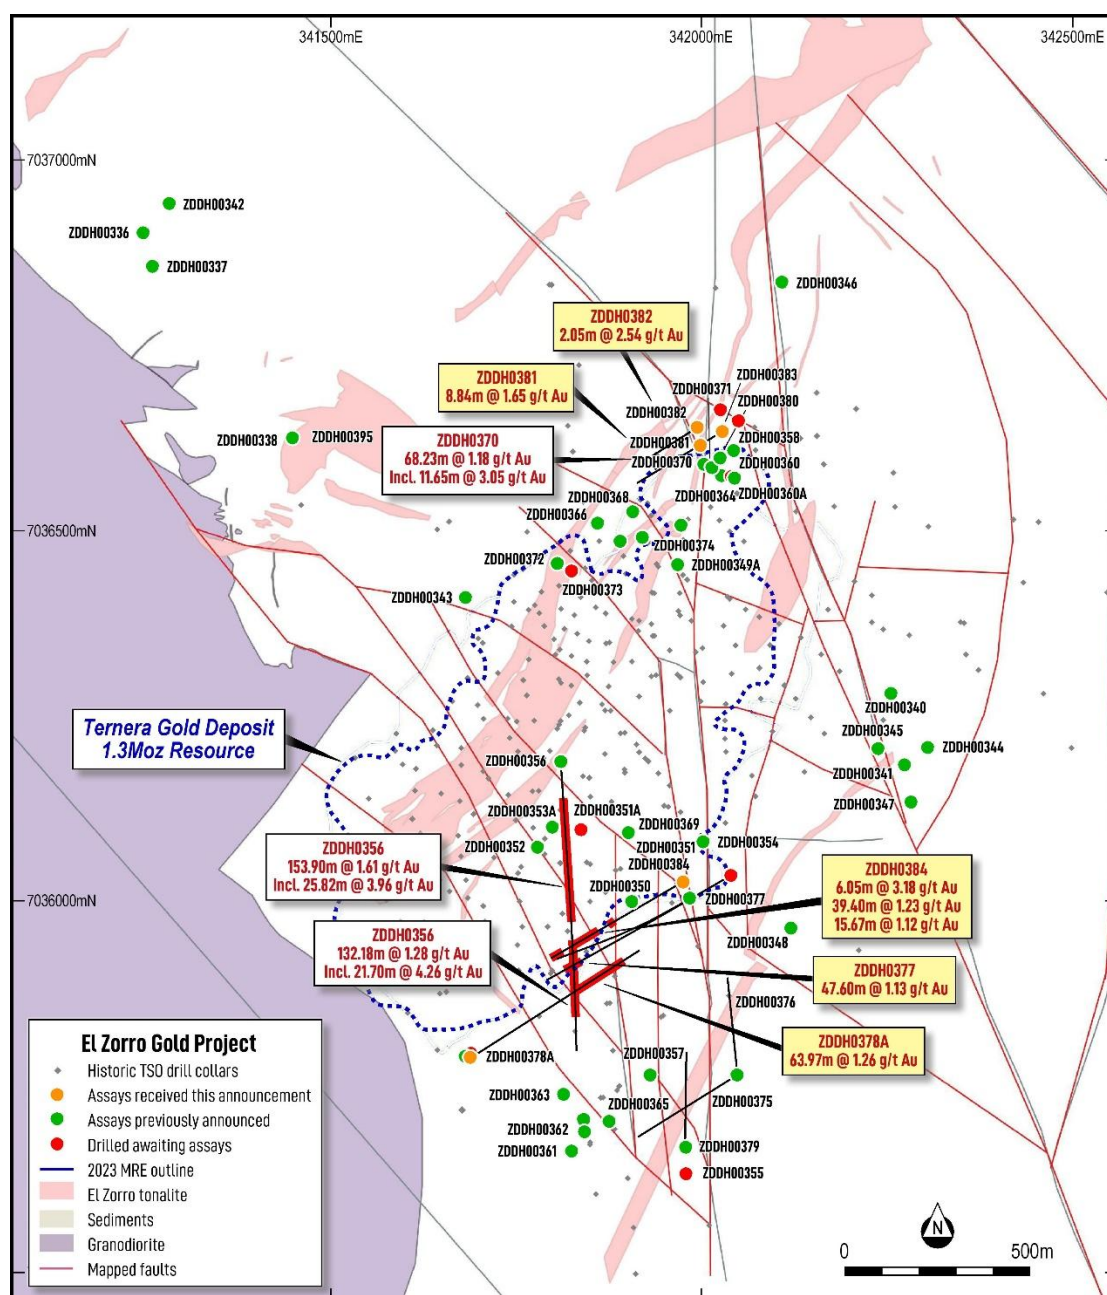 341500mE
342000mE
342500mE
7037000mN
ZDDH00342
ZDDH00336
ZDDH00337
ZDDH00346
ZDDH0382
2.05m @ 2.54 g/t Au
ZDDH00383
ZDDH0381
8.84m @ 1.65 g/t Au
ZDDH00371
ZDDH00380
ZDDH00382
ZDDH00338
ZDDH00395
ZDDH0370
68.23m @ 1.18 g/t Au
Incl. 11.65m @ 3.05 g/t Au
ZDDH00381
ZDDH00358
ZDDH00370
ZDDH00360
ZDDH00364
ZDDH00360A
ZDDH00368
ZDDH00366
7036500mN
ZDDH00374
ZDDH00372
ZDDH00349A
ZDDH00373
ZDDH00343
ZDDH00340
Ternera Gold Deposit
1.3Moz Resource
ZDDH00345
ZDDH00344
ZDDH00356
ZDDH00341
ZDDH00347
ZDDH00353A
ZDDH00351A
ZDDH00369
ZDDH00352
ZDDH00351
ZDDH00354
ZDDH0356
153.90m @ 1.61 g/t Au
Incl. 25.82m @ 3.96 g/t Au
ZDDH00384
ZDDH0384
6.05m @ 3.18 g/t Au
39.40m @ 1.23 g/t Au
15.67m @ 1.12 g/t Au
ZDDH00350
7036000mN
ZDDH00377
ZDDH0356
132.18m @ 1.28 g/t Au
Incl. 21.70m @ 4.26 g/t Au
ZDDH00348
ZDDH0377
47.60m @ 1.13 g/t Au
ZDDH00376
ZDDH0378A
63.97m @ 1.26 g/t Au
ZDDH00378A
ZDDH00357
ZDDH00363
ZDDH00365
ZDDH00375
ZDDH00362
ZDDH00361
ZDDH00379
ZDDH00355
El Zorro Gold Project
Historic TSO drill collars
Assays received this announcement
Assays previously announced
Drilled awaiting assays
2023 MRE outline
El Zorro tonalite
Sediments
Granodiorite
Mapped faults
N
0
500m